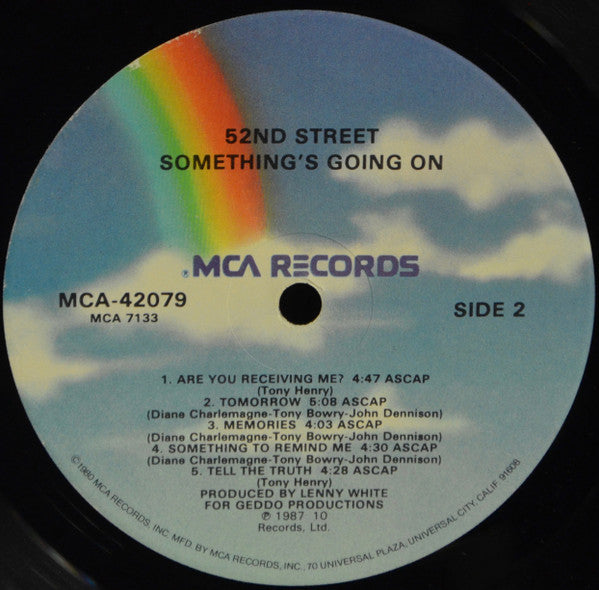 52ND STREET
SOMETHING'S GOING ON
® MCA RECORDS
MCA-42079
MCA 7133
SIDE 2
1. ARE YOU RECEIVING ME? 4:47 ASCAP
(Tony Henry)
2. TOMORROW 5:08 ASCAP
(Diane Charlemagne-Tony Bowry-John Dennison)
3. MEMORIES 4:03 ASCAP
(Diane Charlemagne-Tony Bowry-John Dennison)
4. SOMETHING TO REMIND ME 4:30 ASCAP
(Diane Charlemagne-Tony Bowry-John Dennison)
5. TELL THE TRUTH 4:28 ASCAP
(Tony Henry)
PRODUCED BY LENNY WHITE
FOR GEDDO PRODUCTIONS
℗ 1987 10
Records, Ltd.
©1980 MCA RECORDS, INC. MFD. BY MCA RECORDS, INC., 70 UNIVERSAL PLAZA, UNIVERSAL CITY, CALIF. 91608